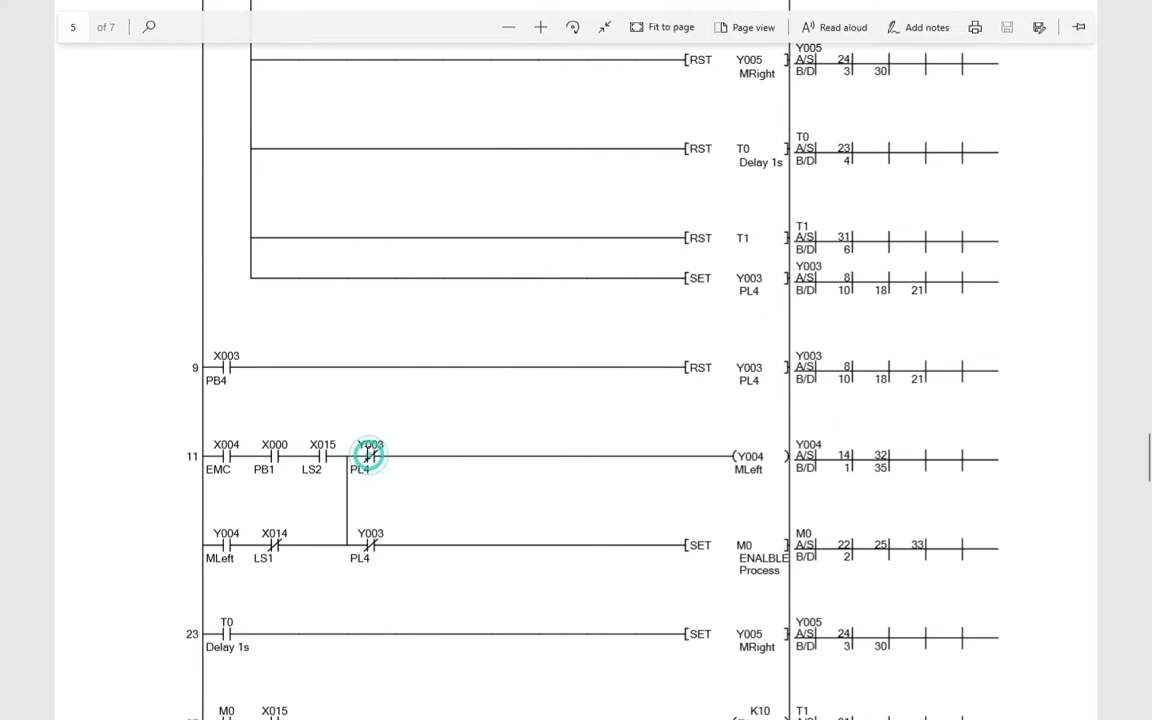 5 of 7 Fit to page Page view Read aloud Add notes
Y005
RST Y005 A/S 24
MRight B/D 3 30
T0
RST T0 A/S 23
Delay 1s B/D 4
T1
RST T1 A/S 31
B/D 6
Y003
SET Y003 A/S 8
PL4 B/D 10 18 21
X003 Y003
9 RST Y003 A/S 8
PB4 PL4 B/D 10 18 21
X004 X000 X015 Y003 Y004
11 Y004 A/S 14 32
EMC PB1 LS2 PL4 MLeft B/D 1 35
Y004 X014 Y003 M0
SET M0 A/S 22 25 33
MLeft LS1 PL4 ENALBLE B/D 2
Process
T0 Y005
23 SET Y005 A/S 24
Delay 1s MRight B/D 3 30
M0 X015 K10 T1